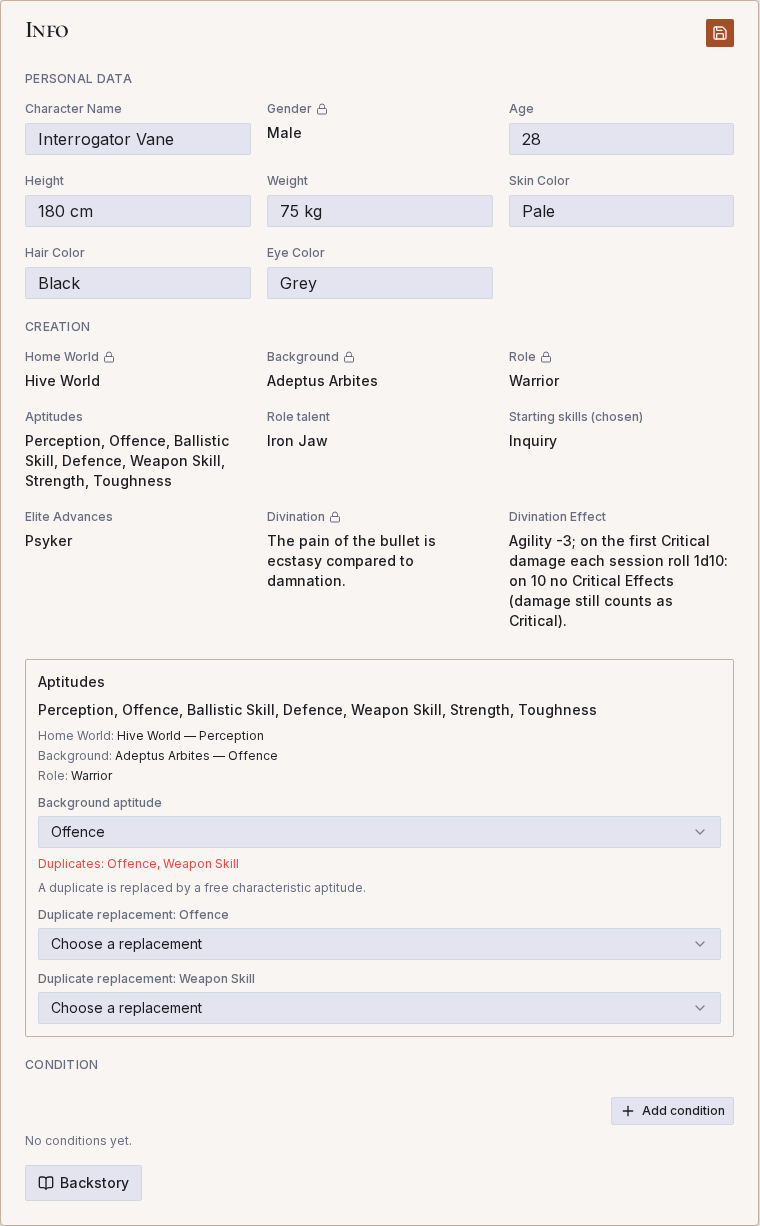 Info
PERSONAL DATA
Character Name
Gender
Age
Interrogator Vane
Male
28
Height
Weight
Skin Color
180 cm
75 kg
Pale
Hair Color
Eye Color
Black
Grey
CREATION
Home World
Background
Role
Hive World
Adeptus Arbites
Warrior
Aptitudes
Role talent
Starting skills (chosen)
Perception, Offence, Ballistic
Skill, Defence, Weapon Skill,
Strength, Toughness
Iron Jaw
Inquiry
Elite Advances
Divination
Divination Effect
Psyker
The pain of the bullet is
ecstasy compared to
damnation.
Agility -3; on the first Critical
damage each session roll 1d10:
on 10 no Critical Effects
(damage still counts as
Critical).
Aptitudes
Perception, Offence, Ballistic Skill, Defence, Weapon Skill, Strength, Toughness
Home World: Hive World — Perception
Background: Adeptus Arbites — Offence
Role: Warrior
Background aptitude
Offence
Duplicates: Offence, Weapon Skill
A duplicate is replaced by a free characteristic aptitude.
Duplicate replacement: Offence
Choose a replacement
Duplicate replacement: Weapon Skill
Choose a replacement
CONDITION
Add condition
No conditions yet.
Backstory